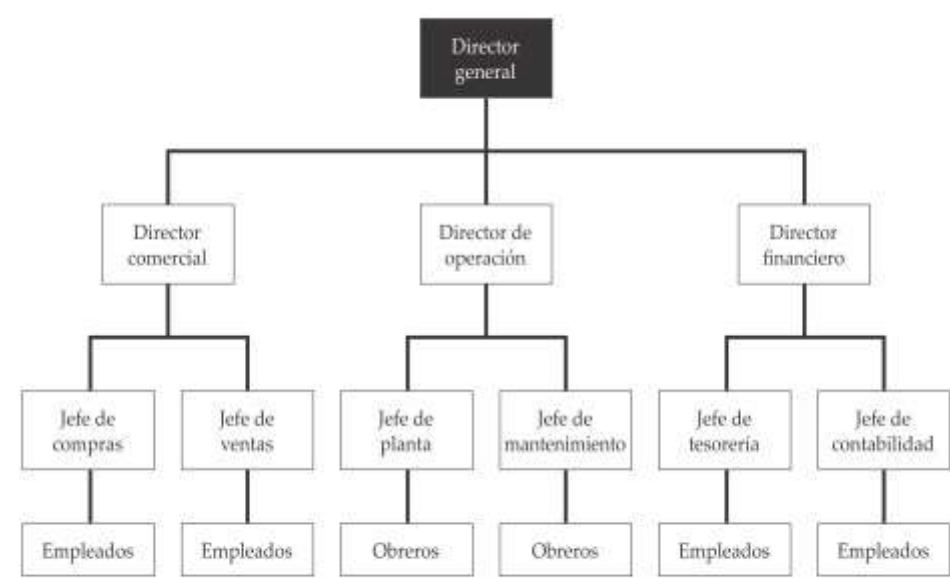 Director
general
Director
comercial
Director de
operación
Director
financiero
Jefe de
compras
Jefe de
ventas
Jefe de
planta
Jefe de
mantenimiento
Jefe de
tesorería
Jefe de
contabilidad
Empleados
Empleados
Obreros
Obreros
Empleados
Empleados